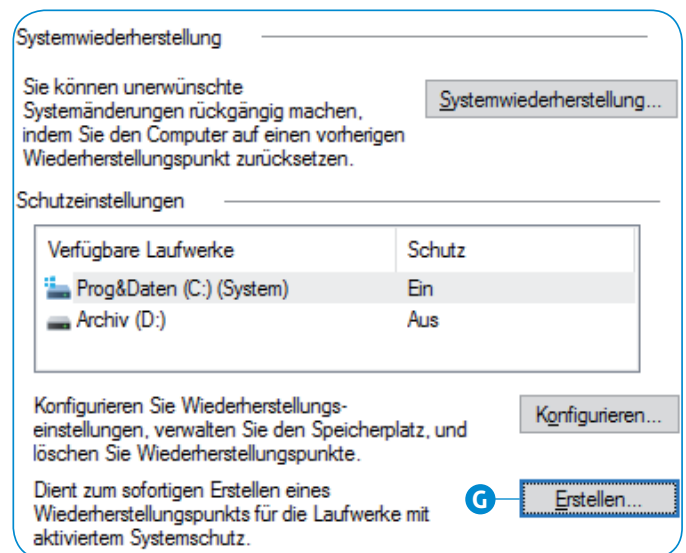 Systemwiederherstellung
Sie können unerwünschte
Systemänderungen rückgängig machen,
indem Sie den Computer auf einen vorherigen
Wiederherstellungspunkt zurücksetzen.
Systemwiederherstellung...
Schutzeinstellungen
Verfügbare Laufwerke Schutz
Prog&Daten (C:) (System) Ein
Archiv (D:) Aus
Konfigurieren Sie Wiederherstellungs-
einstellungen, verwalten Sie den Speicherplatz, und
löschen Sie Wiederherstellungspunkte.
Konfigurieren...
Dient zum sofortigen Erstellen eines
Wiederherstellungspunkts für die Laufwerke mit
aktiviertem Systemschutz.
G
Erstellen...